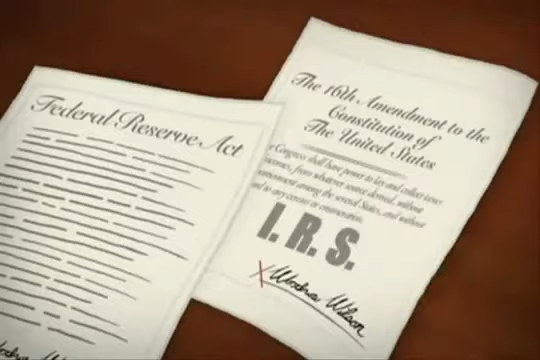 Federal Reserve Act
The 16th Amendment to the
Constitution of
The United States
Congress shall have power to lay and collect taxes
incomes, from whatever source derived, without
apportionment among the several States, and without
to any census or enumeration.
I. R. S.
X Woodrow Wilson